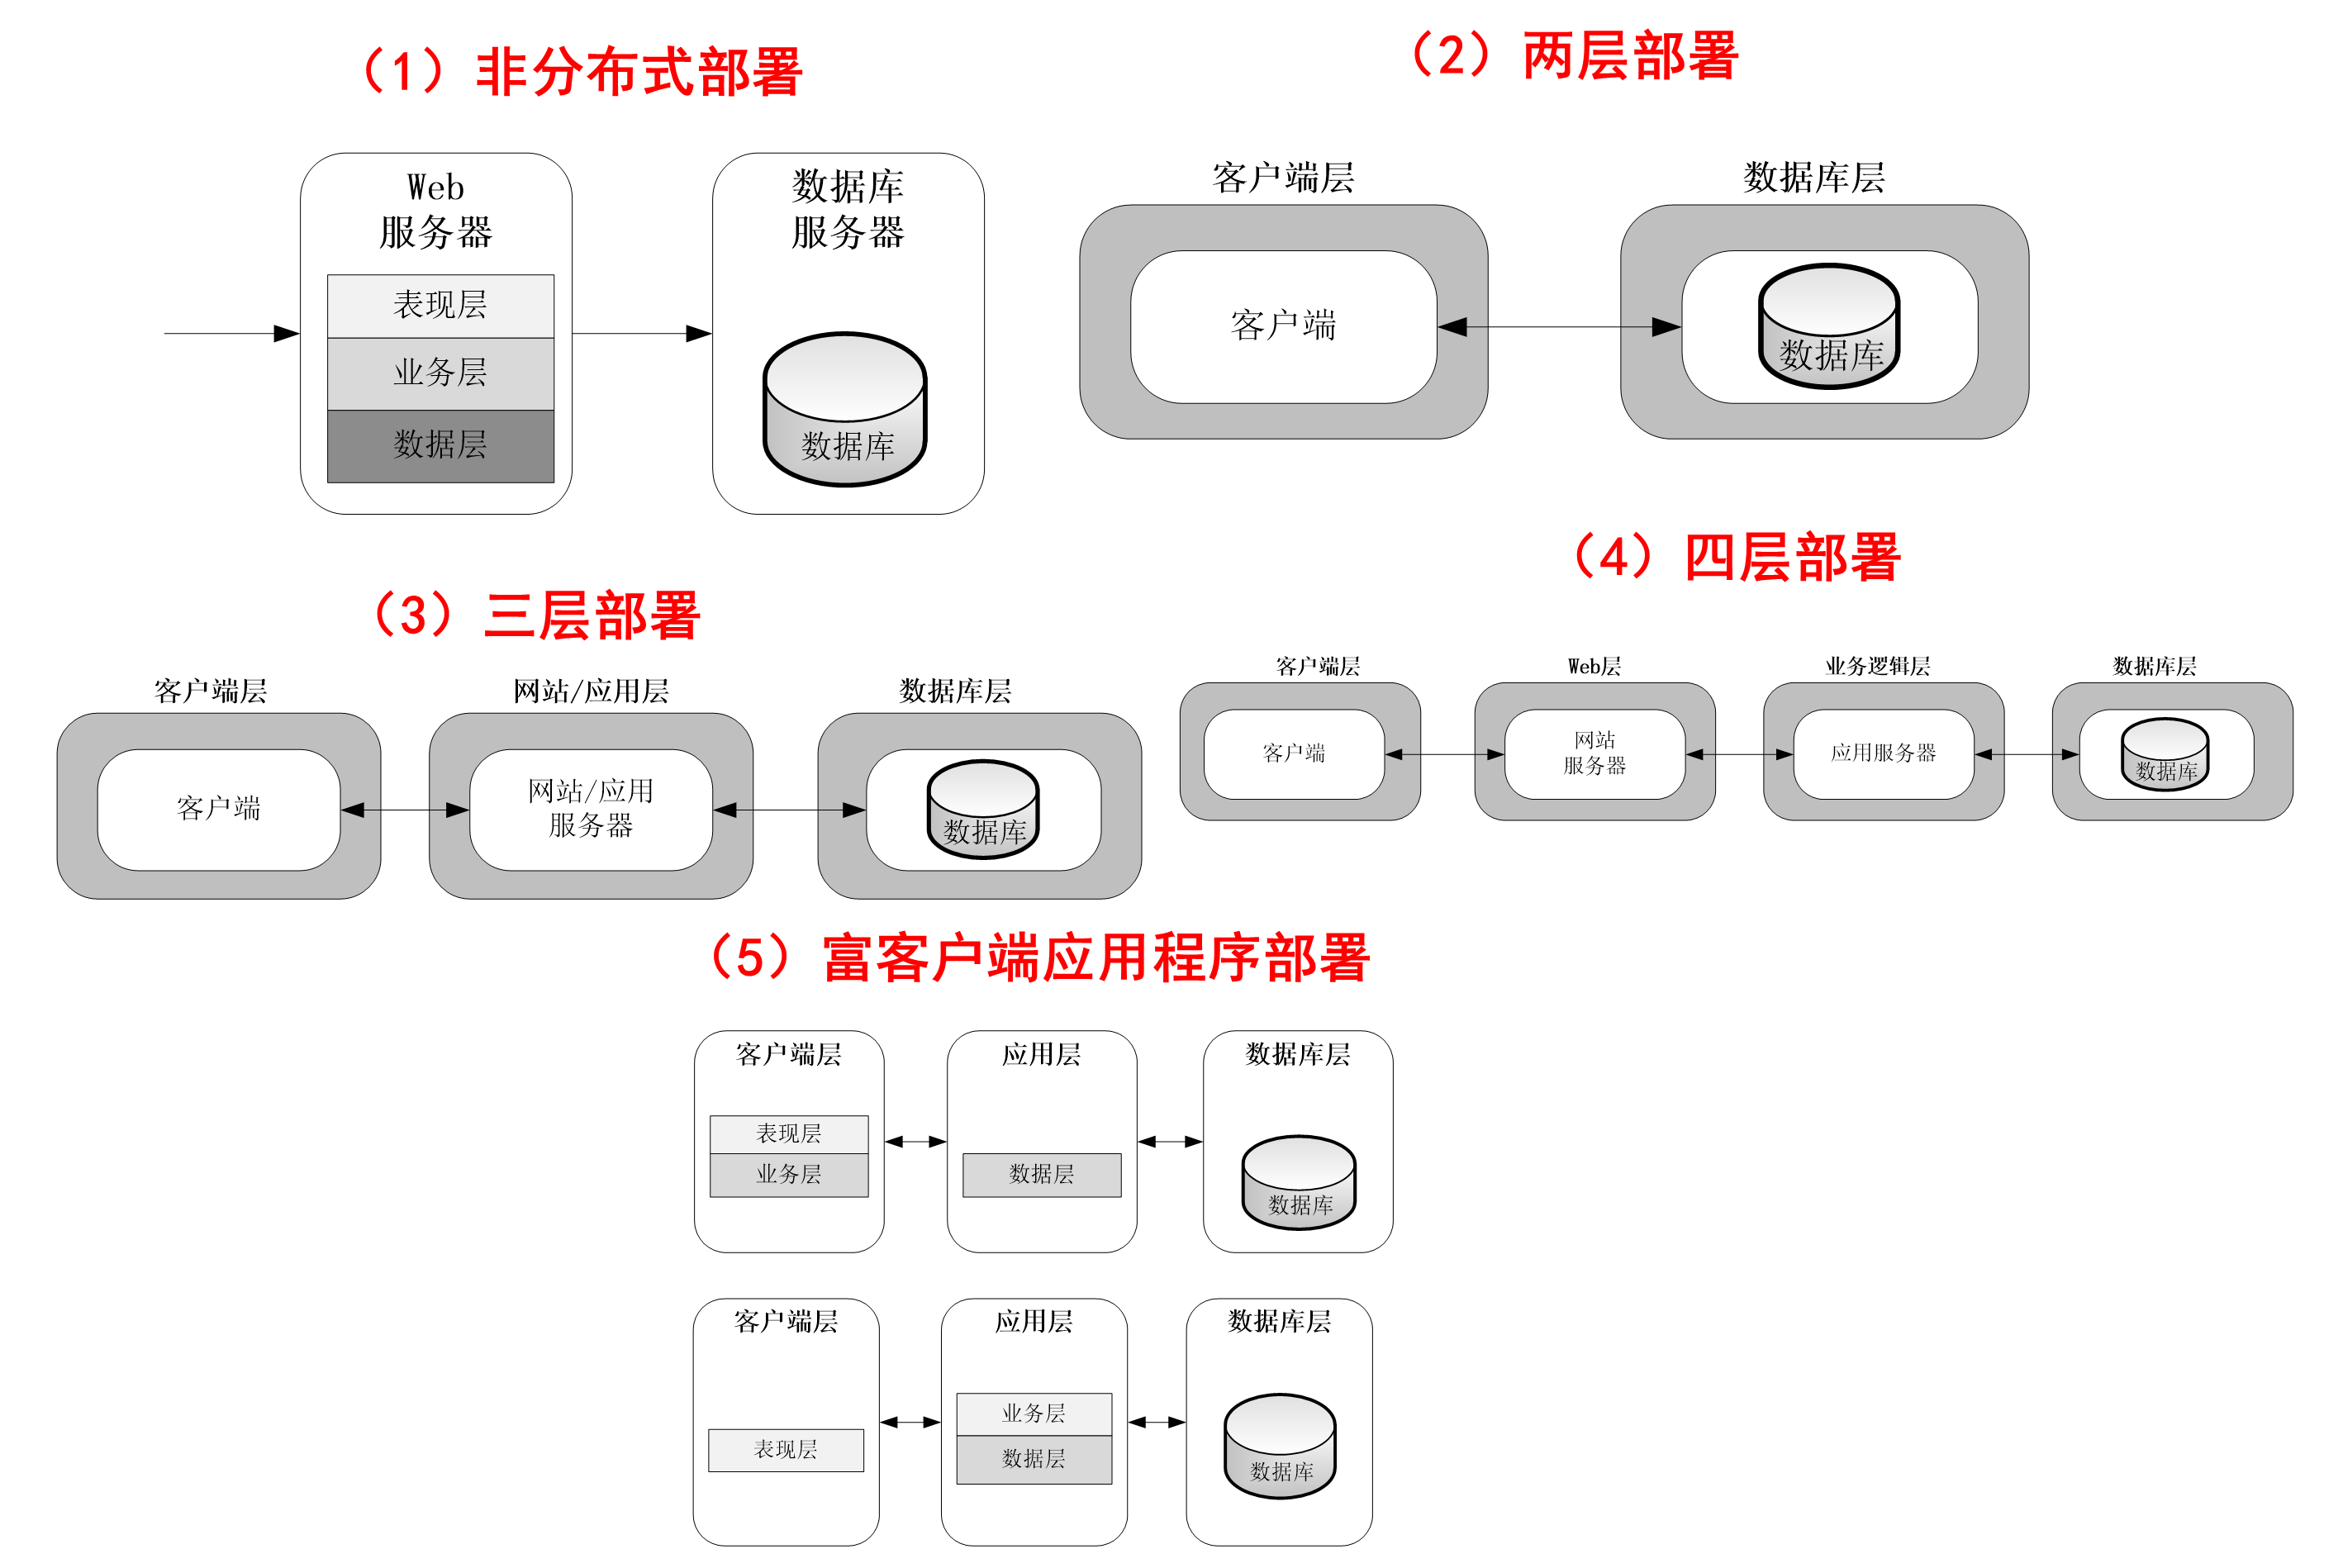 （1）非分布式部署
Web
服务器
表现层
业务层
数据层
数据库
服务器
数据库
（2）两层部署
客户端层
数据库层
客户端
数据库
（3）三层部署
客户端层
网站/应用层
数据库层
客户端
网站/应用
服务器
数据库
（4）四层部署
客户端层
Web层
业务逻辑层
数据库层
客户端
网站
服务器
应用服务器
数据库
（5）富客户端应用程序部署
客户端层
应用层
数据库层
表现层
业务层
数据层
数据库
客户端层
应用层
数据库层
表现层
业务层
数据层
数据库